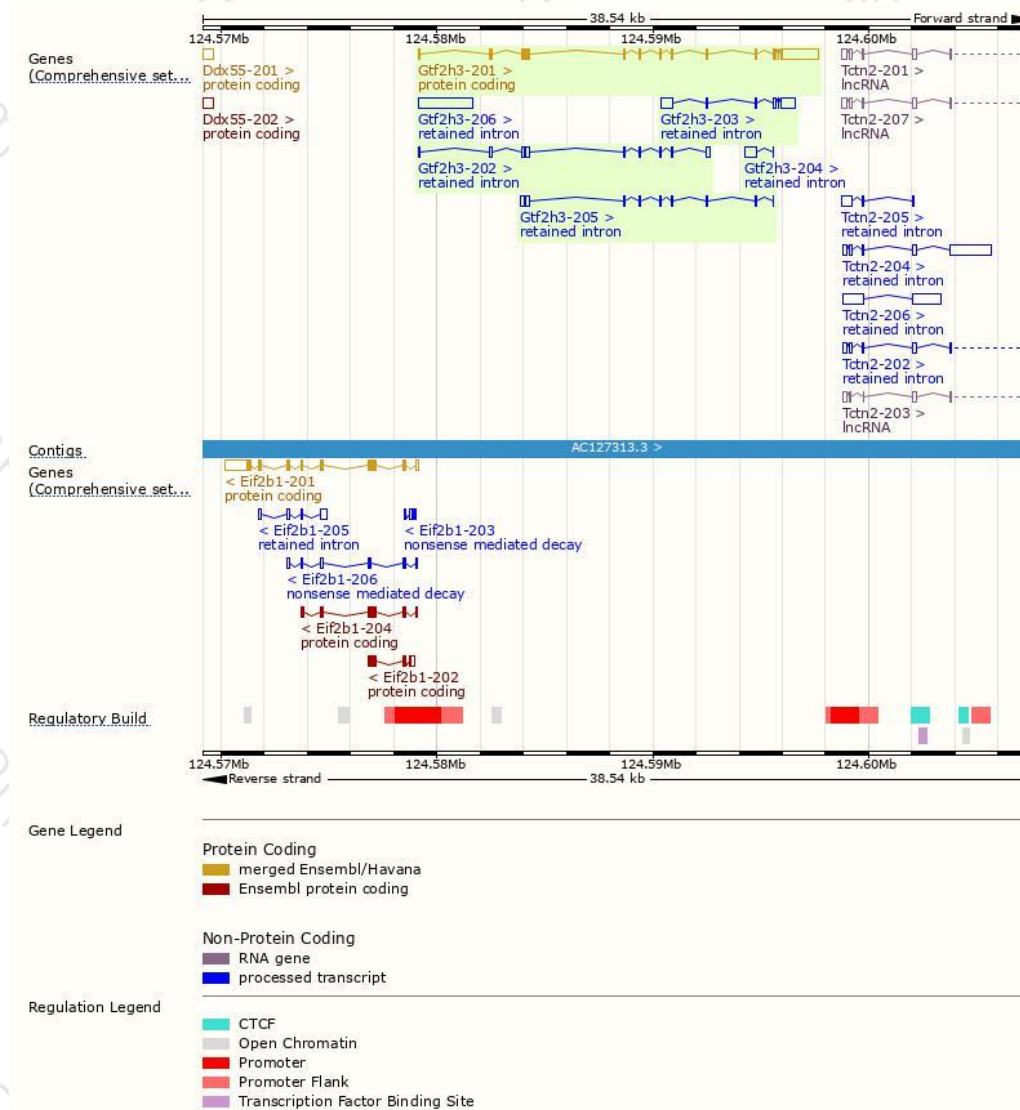 38.54 kb
Forward strand
124.57Mb 124.58Mb 124.59Mb 124.60Mb
Genes
(Comprehensive set...
Ddx55-201 >
protein coding
Gtf2h3-201 >
protein coding
Tctn2-201 >
lncRNA
Ddx55-202 >
protein coding
Gtf2h3-206 >
retained intron
Gtf2h3-203 >
retained intron
Tctn2-207 >
lncRNA
Gtf2h3-202 >
retained intron
Gtf2h3-204 >
retained intron
Gtf2h3-205 >
retained intron
Tctn2-205 >
retained intron
Tctn2-204 >
retained intron
Tctn2-206 >
retained intron
Tctn2-202 >
retained intron
Tctn2-203 >
lncRNA
Contigs
AC127313.3 >
Genes
(Comprehensive set...
< Eif2b1-201
protein coding
< Eif2b1-205
retained intron
< Eif2b1-203
nonsense mediated decay
< Eif2b1-206
nonsense mediated decay
< Eif2b1-204
protein coding
< Eif2b1-202
protein coding
Regulatory Build
124.57Mb 124.58Mb 124.59Mb 124.60Mb
Reverse strand
38.54 kb
Gene Legend
Protein Coding
merged Ensembl/Havana
Ensembl protein coding
Non-Protein Coding
RNA gene
processed transcript
Regulation Legend
CTCF
Open Chromatin
Promoter
Promoter Flank
Transcription Factor Binding Site